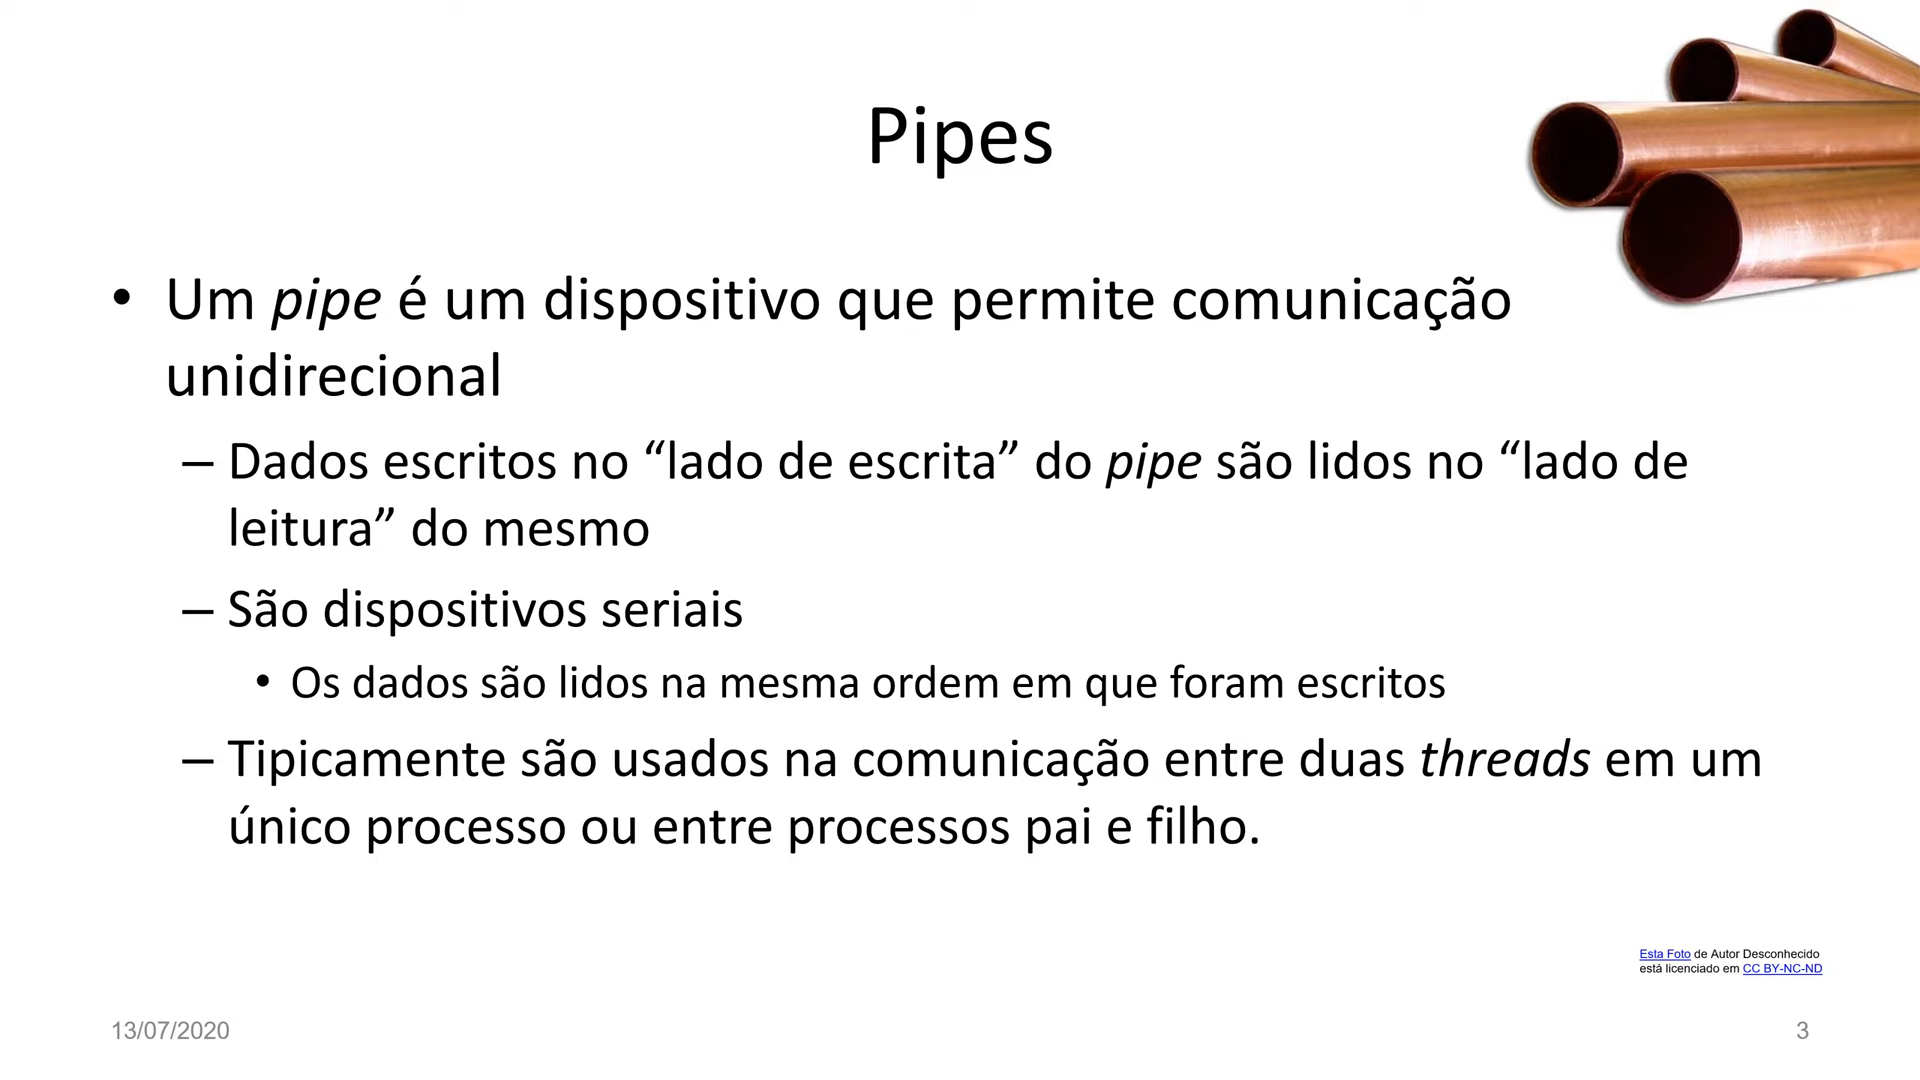 Pipes
• Um pipe é um dispositivo que permite comunicação
unidirecional
– Dados escritos no “lado de escrita” do pipe são lidos no “lado de
leitura” do mesmo
– São dispositivos seriais
• Os dados são lidos na mesma ordem em que foram escritos
– Tipicamente são usados na comunicação entre duas threads em um
único processo ou entre processos pai e filho.
Esta Foto de Autor Desconhecido
está licenciado em CC BY-NC-ND
13/07/2020
3